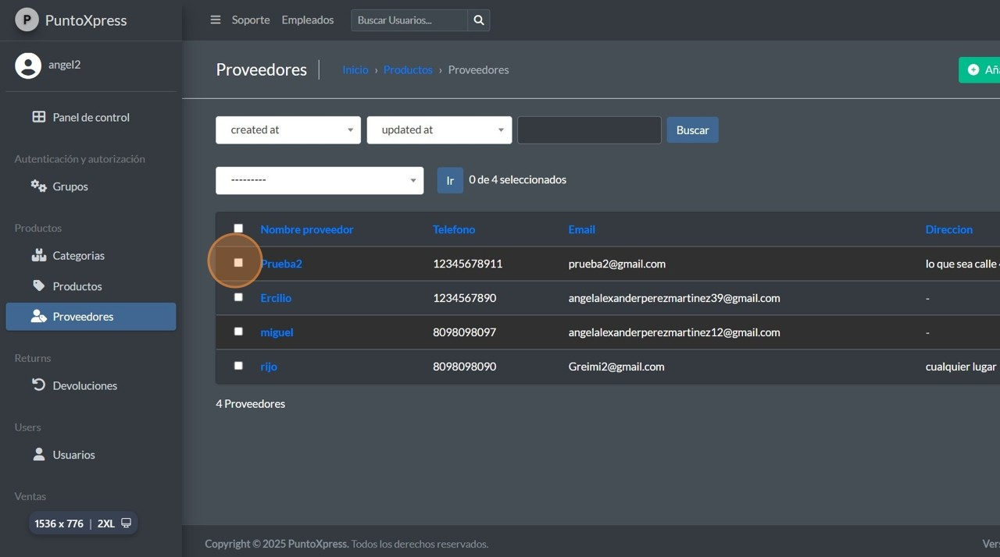 P PuntoXpress
Soporte Empleados Buscar Usuarios...
angel2
Proveedores
Inicio › Productos › Proveedores
Aña
Panel de control
created at updated at Buscar
Autenticación y autorización
Grupos
--------- Ir 0 de 4 seleccionados
Productos
Categorias
Productos
Proveedores
Returns
Devoluciones
Users
Usuarios
Ventas
1536 x 776 | 2XL
Nombre proveedor Telefono Email Direccion
Prueba2 12345678911 prueba2@gmail.com lo que sea calle
Ercilio 1234567890 angelalexanderperezmartinez39@gmail.com -
miguel 8098098097 angelalexanderperezmartinez12@gmail.com -
rijo 8098098090 Greimi2@gmail.com cualquier lugar
4 Proveedores
Copyright © 2025 PuntoXpress. Todos los derechos reservados.
Vers